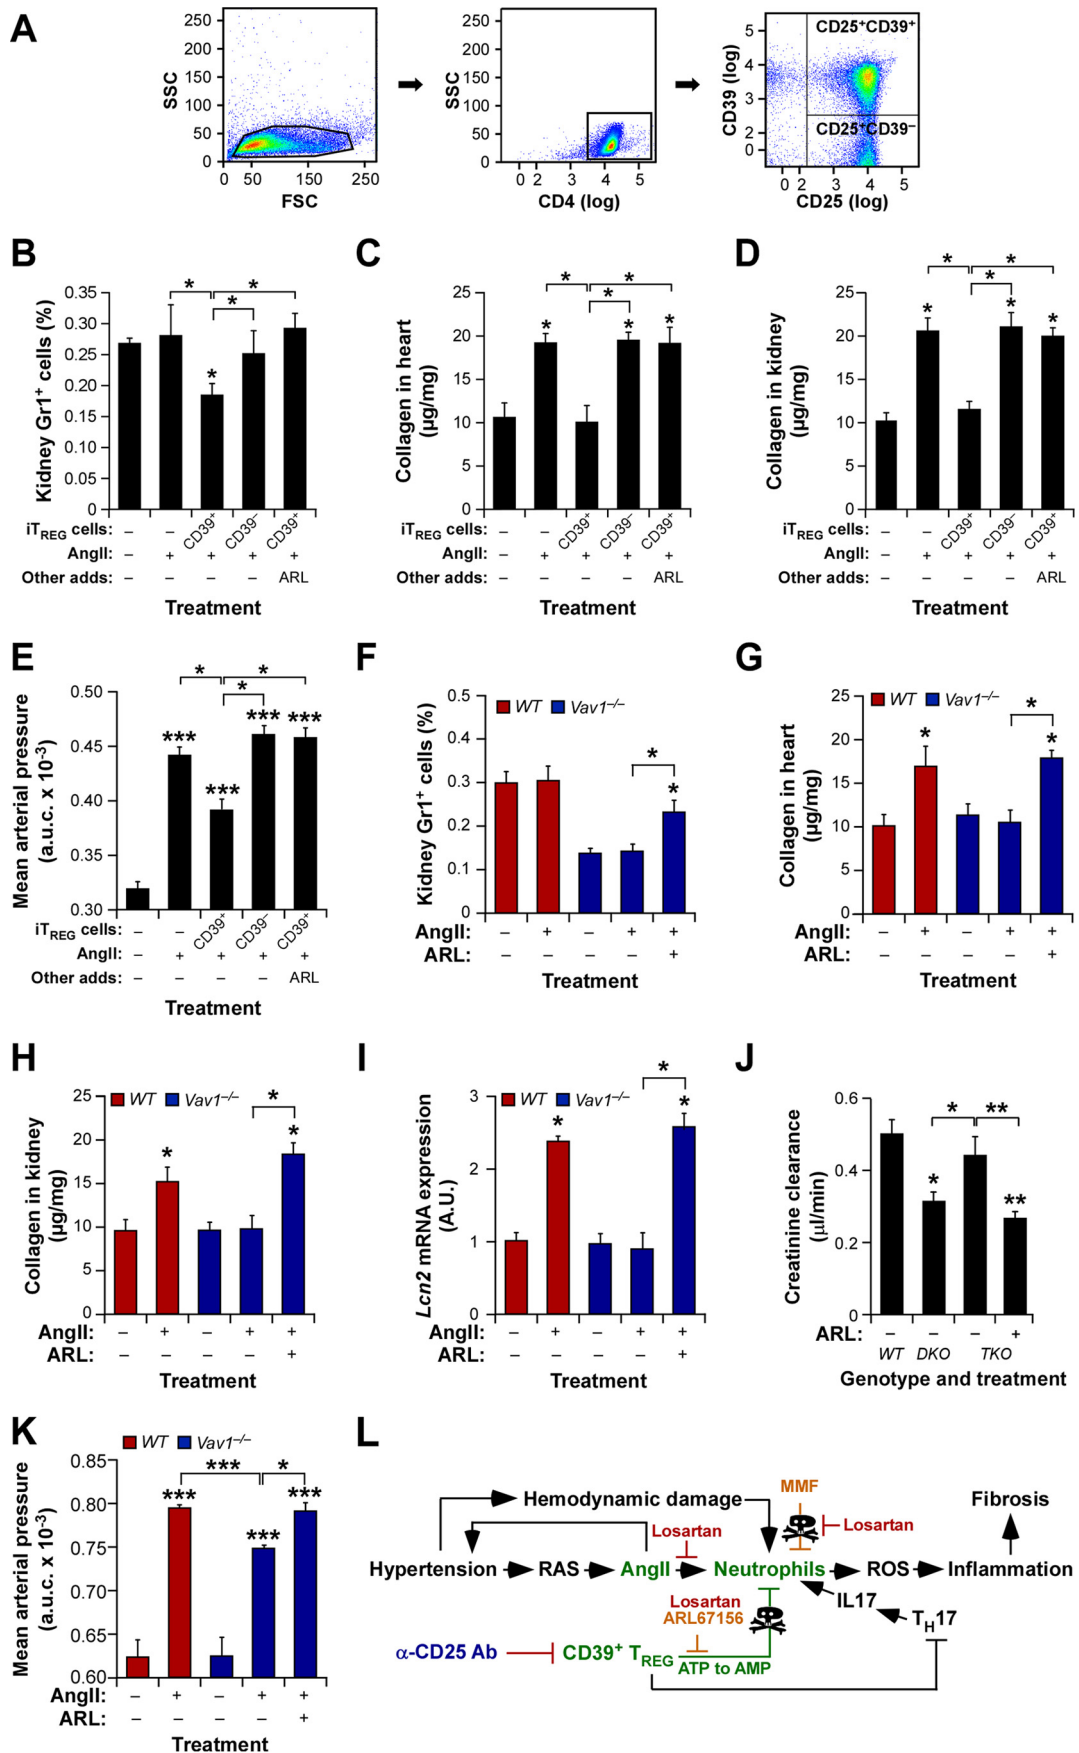 A
SSC
250
200
150
100
50
0
0 50 150 250
FSC
SSC
250
200
150
100
50
0
0 2 3 4 5
CD4 (log)
CD39 (log)
5
4
3
2
0
CD25⁺CD39⁺
CD25⁺CD39⁻
0 2 3 4 5
CD25 (log)
B
Kidney Gr1⁺ cells (%)
0.35
0.30
0.25
0.20
0.15
0.10
0.05
0
* * * *
iT_REG cells: – – CD39⁺ CD39⁻ CD39⁺
AngII: – + + + +
Other adds: – – – – ARL
Treatment
C
Collagen in heart
(µg/mg)
25
20
15
10
5
0
* * * * * *
iT_REG cells: – – CD39⁺ CD39⁻ CD39⁺
AngII: – + + + +
Other adds: – – – – ARL
Treatment
D
Collagen in kidney
(µg/mg)
25
20
15
10
5
0
* * * * * *
iT_REG cells: – – CD39⁺ CD39⁻ CD39⁺
AngII: – + + + +
Other adds: – – – – ARL
Treatment
E
Mean arterial pressure
(a.u.c. x 10⁻³)
0.50
0.45
0.40
0.35
0.30
* * *
*** *** *** ***
iT_REG cells: – – CD39⁺ CD39⁻ CD39⁺
AngII: – + + + +
Other adds: – – – – ARL
Treatment
F
Kidney Gr1⁺ cells (%)
0.5
0.4
0.3
0.2
0.1
0
WT Vav1⁻/⁻
* *
AngII: – + – + +
ARL: – – – – +
Treatment
G
Collagen in heart
(µg/mg)
25
20
15
10
5
0
WT Vav1⁻/⁻
* * *
AngII: – + – + +
ARL: – – – – +
Treatment
H
Collagen in kidney
(µg/mg)
25
20
15
10
5
0
WT Vav1⁻/⁻
* * *
AngII: – + – + +
ARL: – – – – +
Treatment
I
Lcn2 mRNA expression
(A.U.)
3
2
1
0
WT Vav1⁻/⁻
* * *
AngII: – + – + +
ARL: – – – – +
Treatment
J
Creatinine clearance
(µl/min)
0.6
0.4
0.2
0
* **
* **
ARL: – – – +
WT DKO TKO
Genotype and treatment
K
Mean arterial pressure
(a.u.c. x 10⁻³)
0.85
0.80
0.75
0.70
0.65
0.60
WT Vav1⁻/⁻
*** *
*** *** ***
AngII: – + – + +
ARL: – – – – +
Treatment
L
MMF
Hemodynamic damage
Fibrosis
Losartan
Losartan
Hypertension RAS AngII Neutrophils ROS Inflammation
Losartan
ARL67156
IL17
T_H17
α-CD25 Ab CD39⁺ T_REG
ATP to AMP